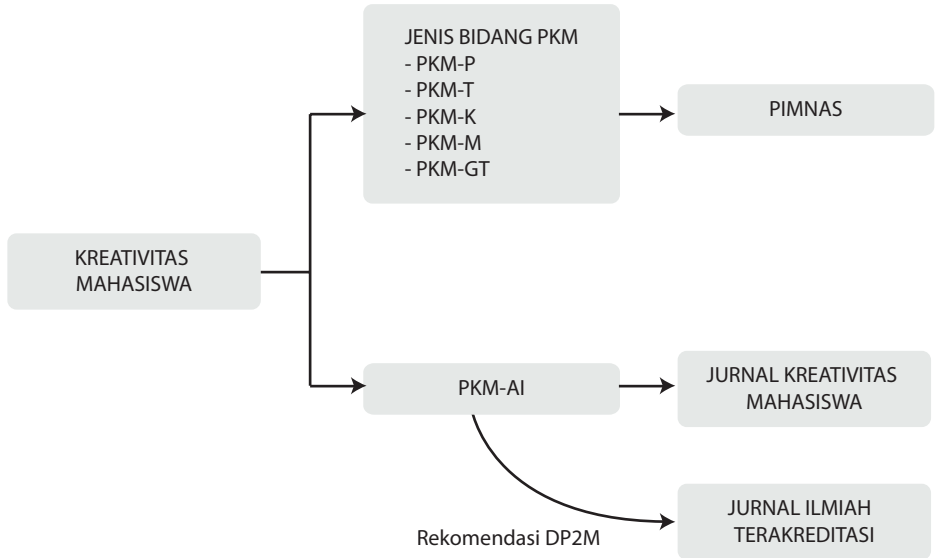 JENIS BIDANG PKM
- PKM-P
- PKM-T
- PKM-K
- PKM-M
- PKM-GT
PIMNAS
KREATIVITAS
MAHASISWA
PKM-AI
JURNAL KREATIVITAS
MAHASISWA
JURNAL ILMIAH
TERAKREDITASI
Rekomendasi DP2M